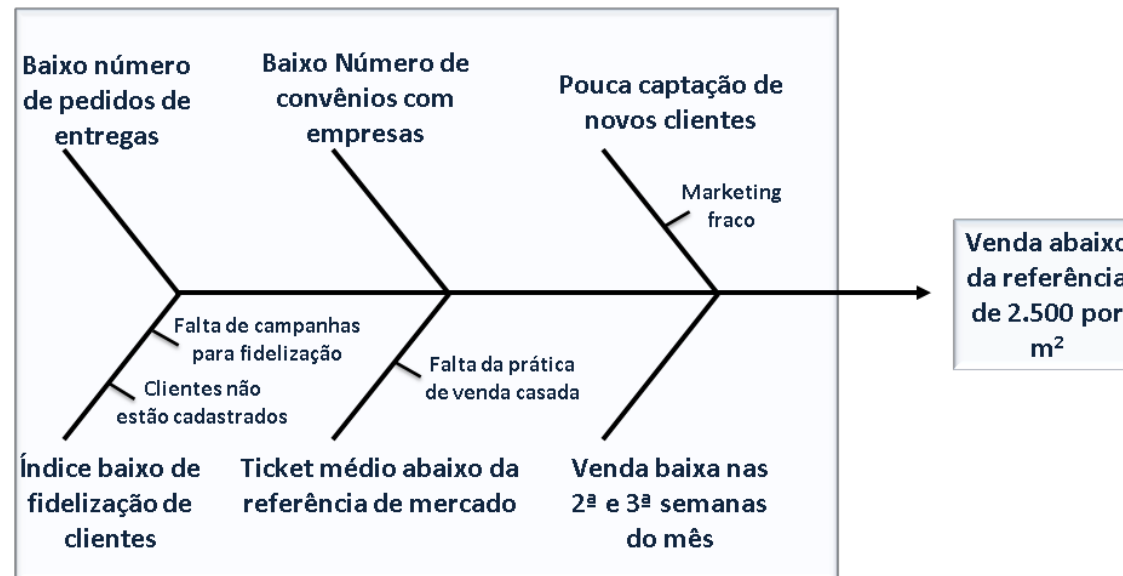 Baixo número
de pedidos de
entregas
Baixo Número de
convênios com
empresas
Pouca captação de
novos clientes
Marketing
fraco
Venda abaixo
da referência
de 2.500 por
m²
Falta de campanhas
para fidelização
Clientes não
estão cadastrados
Falta da prática
de venda casada
Índice baixo de
fidelização de
clientes
Ticket médio abaixo da
referência de mercado
Venda baixa nas
2ª e 3ª semanas
do mês